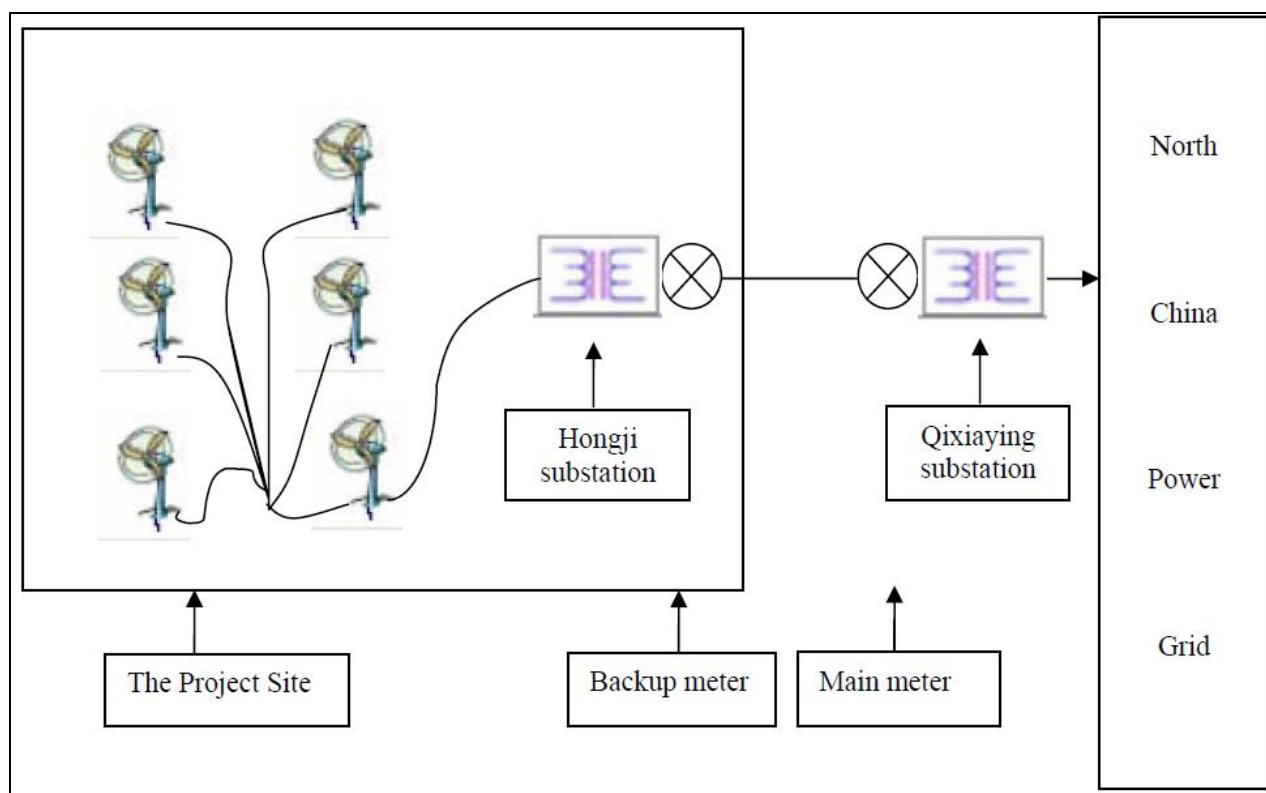 Hongji
substation
Qixiaying
substation
The Project Site
Backup meter
Main meter
North
China
Power
Grid